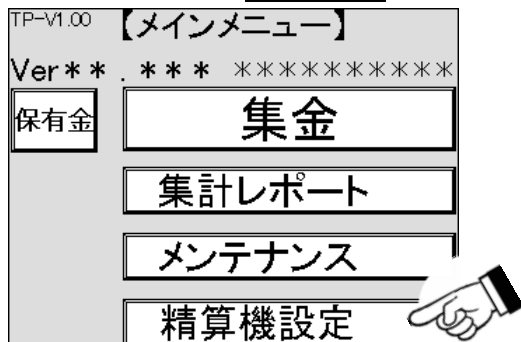 TP-V1.00 【メインメニュー】
Ver**.*** **********
保有金 集金
集計レポート
メンテナンス
精算機設定